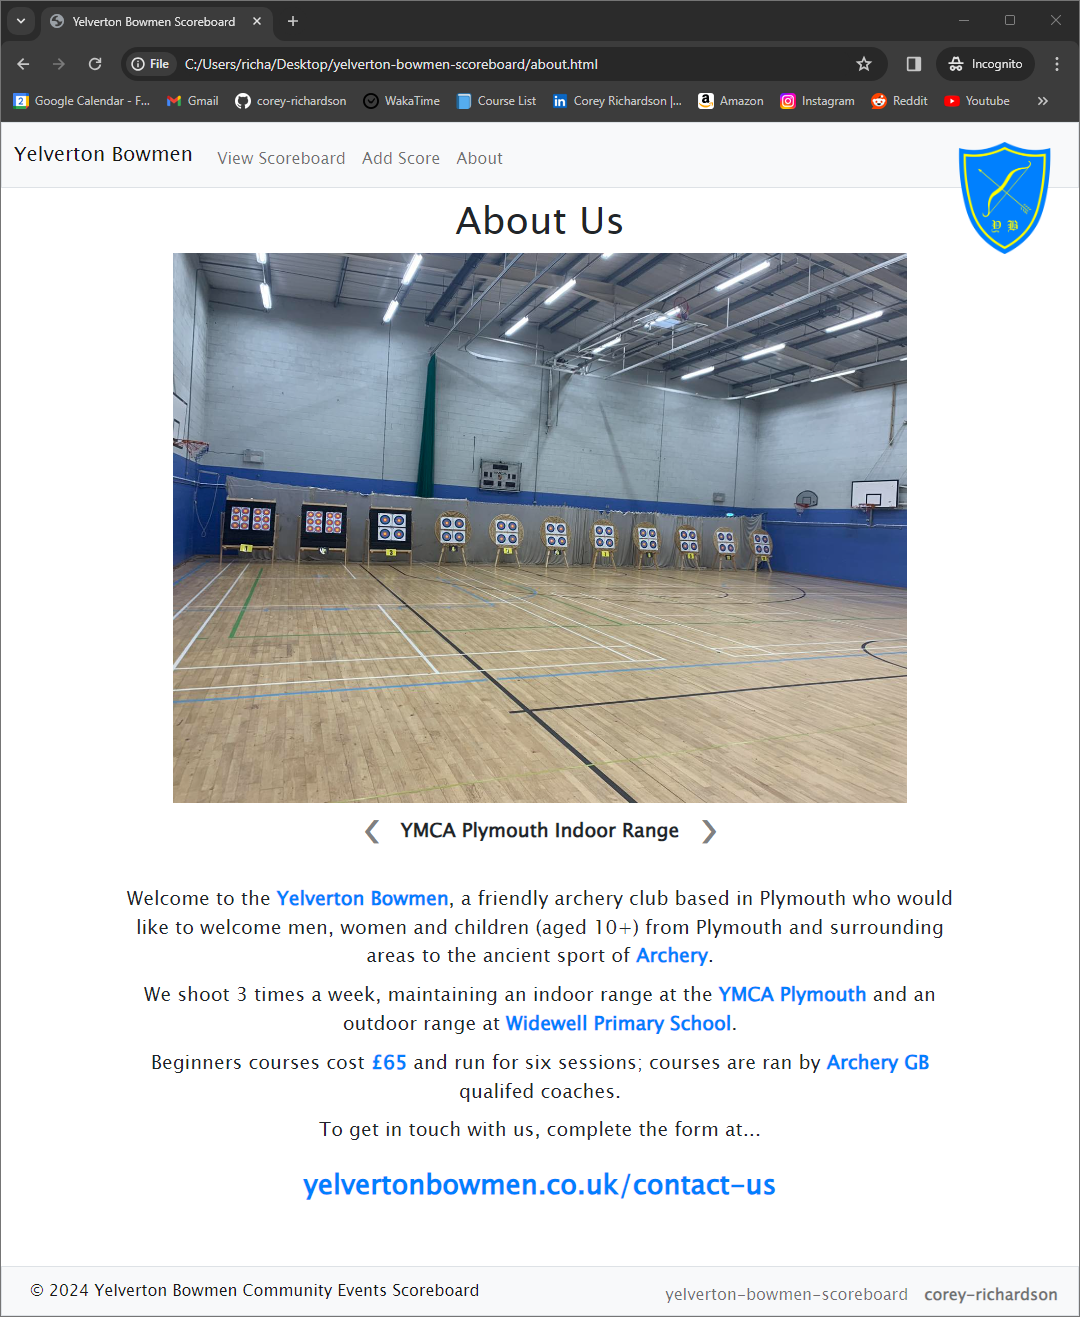 Yelverton Bowmen Scoreboard
File C:/Users/richa/Desktop/yelverton-bowmen-scoreboard/about.html Incognito
Google Calendar - F... Gmail corey-richardson WakaTime Course List Corey Richardson |... Amazon Instagram Reddit Youtube
Yelverton Bowmen View Scoreboard Add Score About
Y B
About Us
YMCA Plymouth Indoor Range
Welcome to the Yelverton Bowmen, a friendly archery club based in Plymouth who would
like to welcome men, women and children (aged 10+) from Plymouth and surrounding
areas to the ancient sport of Archery.
We shoot 3 times a week, maintaining an indoor range at the YMCA Plymouth and an
outdoor range at Widewell Primary School.
Beginners courses cost £65 and run for six sessions; courses are ran by Archery GB
qualifed coaches.
To get in touch with us, complete the form at...
yelvertonbowmen.co.uk/contact-us
© 2024 Yelverton Bowmen Community Events Scoreboard
yelverton-bowmen-scoreboard corey-richardson